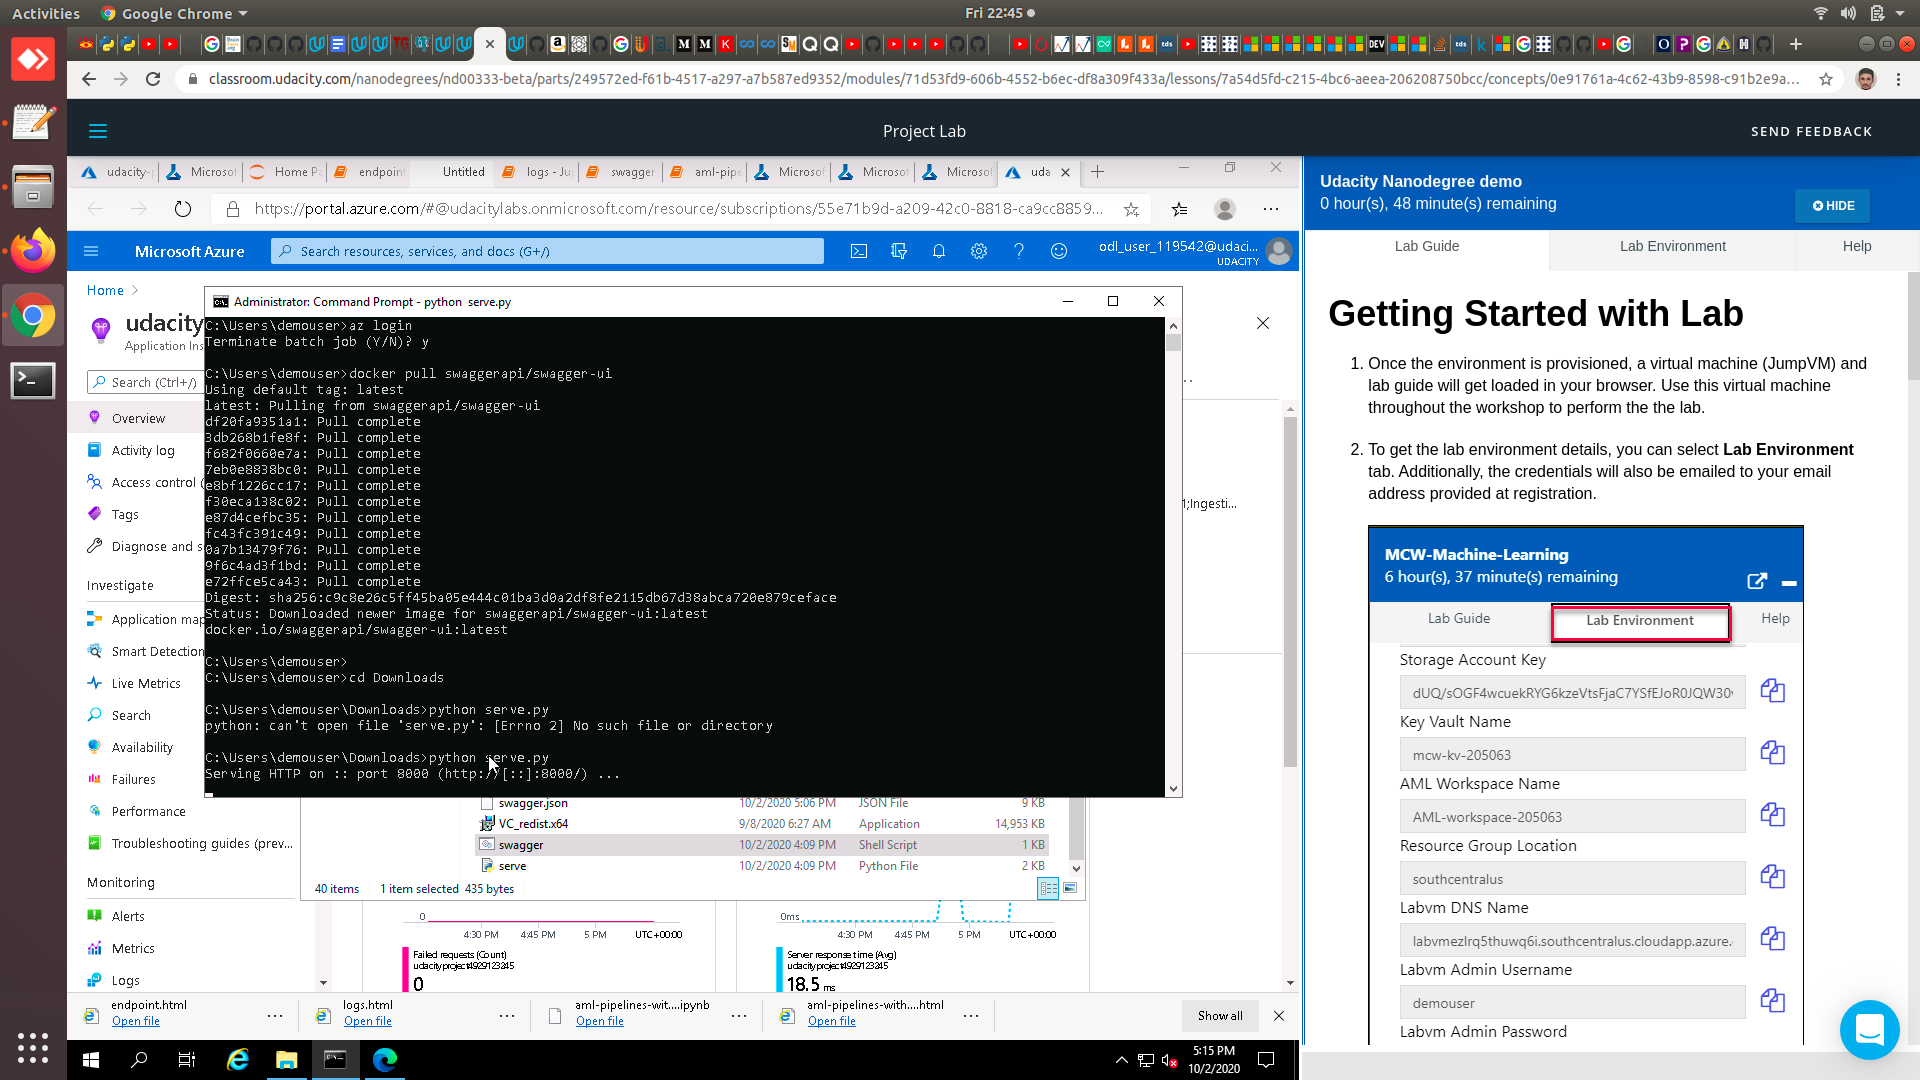 Activities
Google Chrome
Fri 22:45
classroom.udacity.com/nanodegrees/nd00333-beta/parts/249572ed-f61b-4517-a297-a7b587ed9352/modules/71d53fd9-606b-4552-b6ec-df8a309f433a/lessons/7a54d5fd-c215-4bc6-aeea-206208750bcc/concepts/0e91761a-4c62-43b9-8598-c91b2e9a...
Project Lab
SEND FEEDBACK
udacity-
Microsof
Home P
endpoint
Untitled
logs - Ju
swagger
aml-pipe
Microsof
Microsof
Microsof
uda
https://portal.azure.com/#@udacitylabs.onmicrosoft.com/resource/subscriptions/55e71b9d-a209-42c0-8818-ca9cc8859...
Microsoft Azure
Search resources, services, and docs (G+/)
odl_user_119542@udaci...
UDACITY
Home
udacity
Application Ins
Search (Ctrl+/)
Overview
Activity log
Access control (
Tags
Diagnose and s
Investigate
Application map
Smart Detection
Live Metrics
Search
Availability
Failures
Performance
Troubleshooting guides (prev...
Monitoring
Alerts
Metrics
Logs
Administrator: Command Prompt - python serve.py
C:\Users\demouser>az login
Terminate batch job (Y/N)? y
C:\Users\demouser>docker pull swaggerapi/swagger-ui
Using default tag: latest
latest: Pulling from swaggerapi/swagger-ui
df20fa9351a1: Pull complete
3db268b1fe8f: Pull complete
f682f0660e7a: Pull complete
7eb0e8838bc0: Pull complete
e8bf1226cc17: Pull complete
f30eca138c02: Pull complete
e87d4cefbc35: Pull complete
fc43fc391c49: Pull complete
0a7b13479f76: Pull complete
9f6c4ad3f1bd: Pull complete
e72ffce5ca43: Pull complete
Digest: sha256:c9c8e26c5ff45ba05e444c01ba3d0a2df8fe2115db67d38abca720e879ceface
Status: Downloaded newer image for swaggerapi/swagger-ui:latest
docker.io/swaggerapi/swagger-ui:latest
C:\Users\demouser>
C:\Users\demouser>cd Downloads
C:\Users\demouser\Downloads>python serve.py
python: can't open file 'serve.py': [Errno 2] No such file or directory
C:\Users\demouser\Downloads>python serve.py
Serving HTTP on :: port 8000 (http://[::]:8000/) ...
1;Ingesti...
swagger.json 10/2/2020 5:06 PM JSON File 9 KB
VC_redist.x64 9/8/2020 6:27 AM Application 14,953 KB
swagger 10/2/2020 4:09 PM Shell Script 1 KB
serve 10/2/2020 4:09 PM Python File 2 KB
40 items 1 item selected 435 bytes
0
4:30 PM 4:45 PM 5 PM UTC+00:00
Failed requests (Count)
udacityproject4929123245
0
0ms
4:30 PM 4:45 PM 5 PM UTC+00:00
Server response time (Avg)
udacityproject4929123245
18.5 ms
endpoint.html
Open file
logs.html
Open file
aml-pipelines-wit....ipynb
Open file
aml-pipelines-with....html
Open file
Show all
5:15 PM
10/2/2020
Udacity Nanodegree demo
0 hour(s), 48 minute(s) remaining
HIDE
Lab Guide
Lab Environment
Help
Getting Started with Lab
1. Once the environment is provisioned, a virtual machine (JumpVM) and
lab guide will get loaded in your browser. Use this virtual machine
throughout the workshop to perform the the lab.
2. To get the lab environment details, you can select Lab Environment
tab. Additionally, the credentials will also be emailed to your email
address provided at registration.
MCW-Machine-Learning
6 hour(s), 37 minute(s) remaining
Lab Guide
Lab Environment
Help
Storage Account Key
dUQ/sOGF4wcuekRYG6kzeVtsFjaC7YSfEJoR0JQW30
Key Vault Name
mcw-kv-205063
AML Workspace Name
AML-workspace-205063
Resource Group Location
southcentralus
Labvm DNS Name
labvmezlrq5thuwq6i.southcentralus.cloudapp.azure.
Labvm Admin Username
demouser
Labvm Admin Password